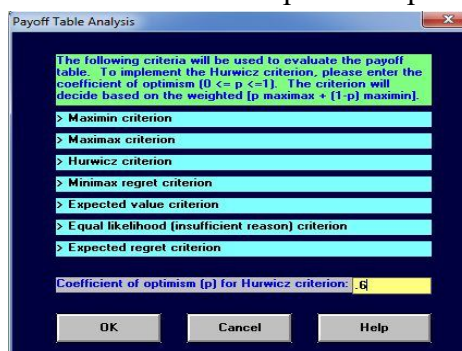 Payoff Table Analysis
The following criteria will be used to evaluate the payoff
table. To implement the Hurwicz criterion, please enter the
coefficient of optimism (0 <= p <=1). The criterion will
decide based on the weighted [p maximax + (1-p) maximin].
> Maximin criterion
> Maximax criterion
> Hurwicz criterion
> Minimax regret criterion
> Expected value criterion
> Equal likelihood (insufficient reason) criterion
> Expected regret criterion
Coefficient of optimism (p) for Hurwicz criterion: .6
OK Cancel Help